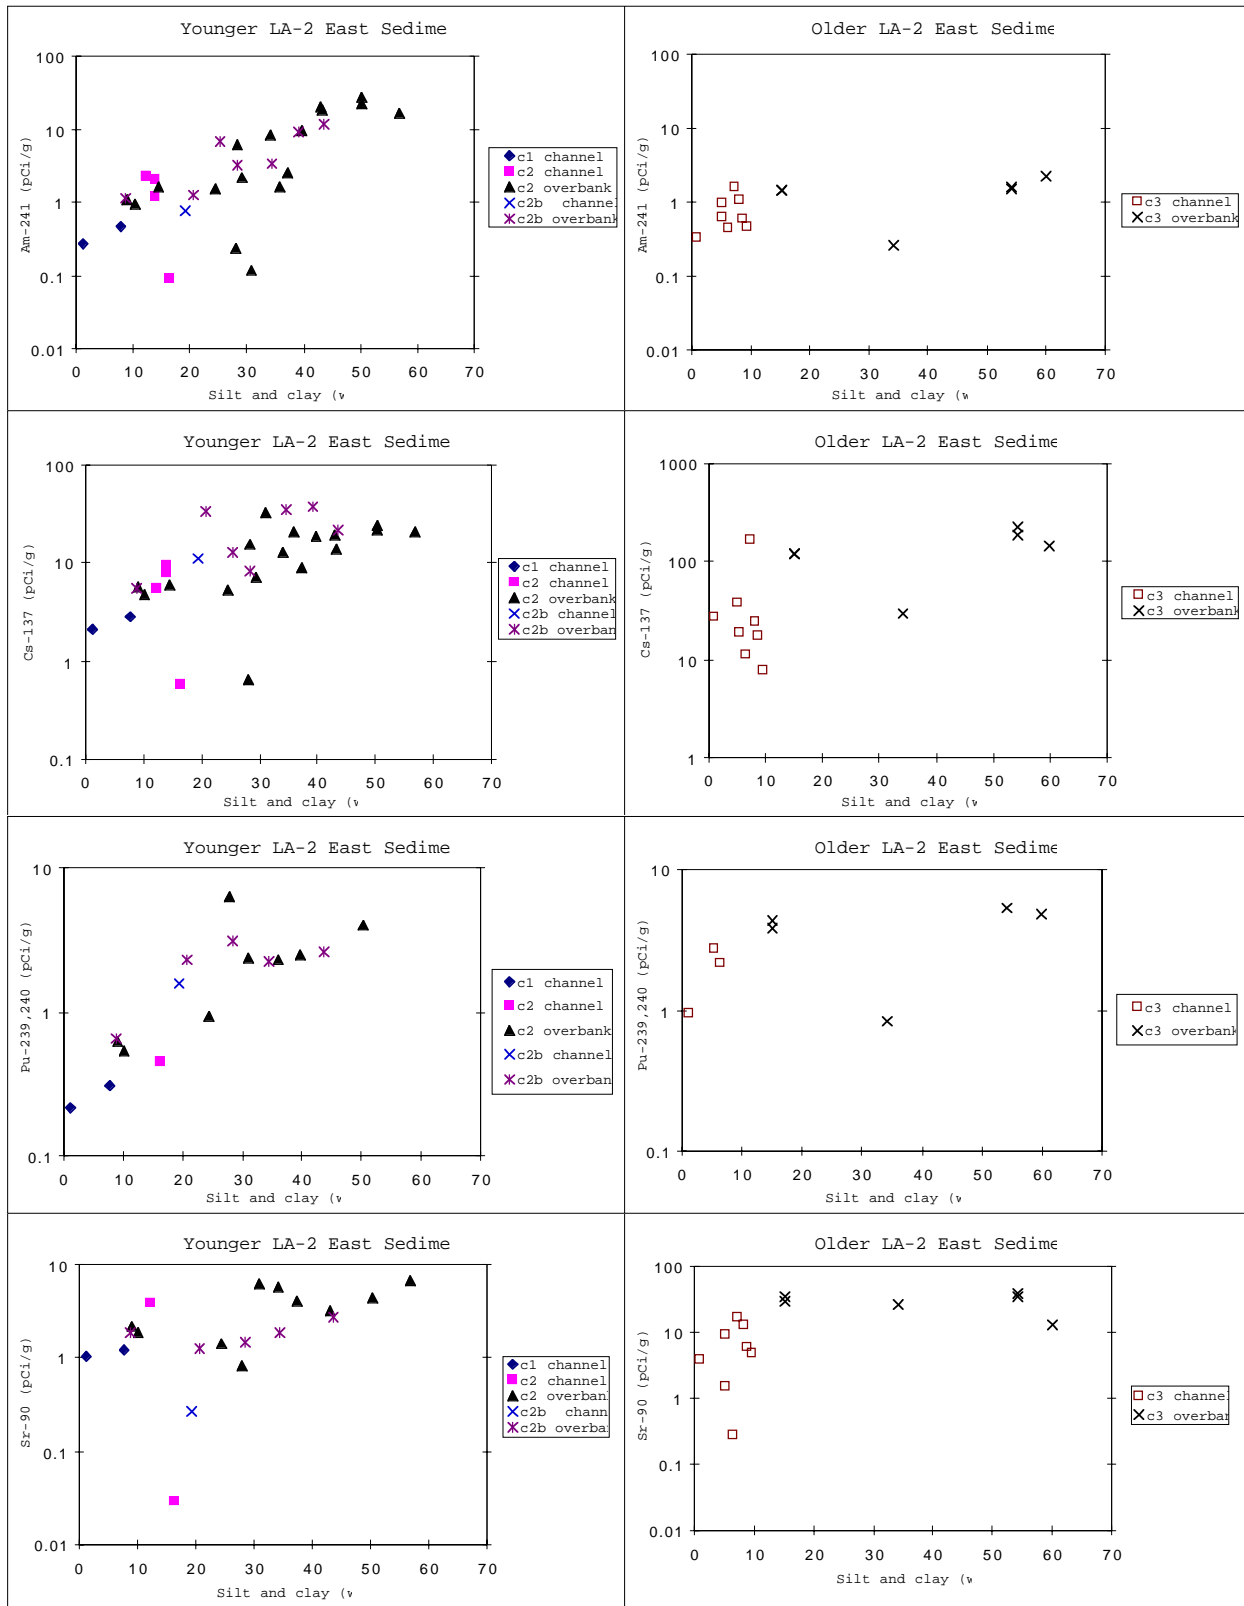 Younger LA-2 East Sedime
100
10
1
0.1
0.01
Am-241 (pCi/g)
0 10 20 30 40 50 60 70
Silt and clay (w
c1 channel
c2 channel
c2 overbank
c2b channe
c2b overbank
Older LA-2 East Sedime
100
10
1
0.1
0.01
Am-241 (pCi/g)
0 10 20 30 40 50 60 70
Silt and clay (w
c3 channel
c3 overbank
Younger LA-2 East Sedime
100
10
1
0.1
Cs-137 (pCi/g)
0 10 20 30 40 50 60 70
Silt and clay (w
c1 channel
c2 channel
c2 overbank
c2b channel
c2b overban
Older LA-2 East Sedime
1000
100
10
1
Cs-137 (pCi/g)
0 10 20 30 40 50 60 70
Silt and clay (w
c3 channel
c3 overbank
Younger LA-2 East Sedime
10
1
0.1
Pu-239,240 (pCi/g)
0 10 20 30 40 50 60 70
Silt and clay (w
c1 channel
c2 channel
c2 overbank
c2b channel
c2b overban
Older LA-2 East Sedime
10
1
0.1
Pu-239,240 (pCi/g)
0 10 20 30 40 50 60 70
Silt and clay (w
c3 channel
c3 overbank
Younger LA-2 East Sedime
10
1
0.1
0.01
Sr-90 (pCi/g)
0 10 20 30 40 50 60 70
Silt and clay (w
c1 channel
c2 channel
c2 overbank
c2b chann
c2b overba
Older LA-2 East Sedime
100
10
1
0.1
0.01
Sr-90 (pCi/g)
0 10 20 30 40 50 60 70
Silt and clay (w
c3 channel
c3 overban